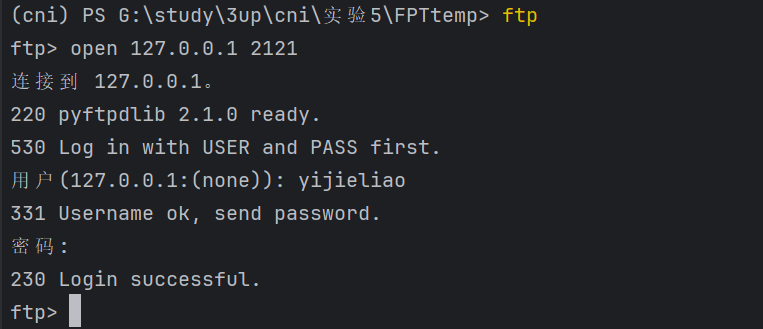 (cni) PS G:\study\3up\cni\实验5\FPTtemp> ftp
ftp> open 127.0.0.1 2121
连接到 127.0.0.1。
220 pyftpdlib 2.1.0 ready.
530 Log in with USER and PASS first.
用户(127.0.0.1:(none)): yijieliao
331 Username ok, send password.
密码:
230 Login successful.
ftp>